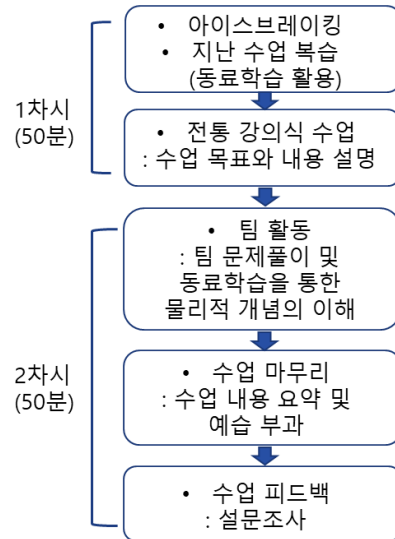 • 아이스브레이킹
• 지난 수업 복습
(동료학습 활용)
1차시
(50분)
• 전통 강의식 수업
: 수업 목표와 내용 설명
• 팀 활동
: 팀 문제풀이 및
동료학습을 통한
물리적 개념의 이해
2차시
(50분)
• 수업 마무리
: 수업 내용 요약 및
예습 부과
• 수업 피드백
: 설문조사